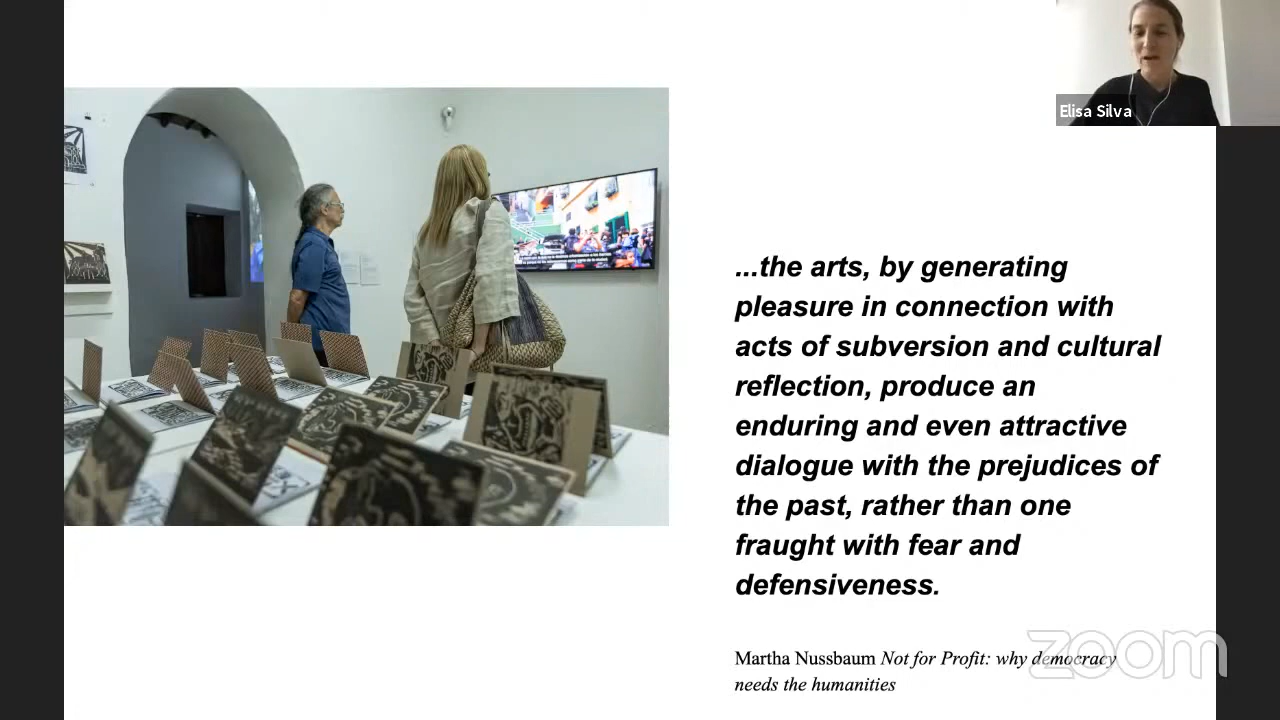 Elisa Silva
...the arts, by generating
pleasure in connection with
acts of subversion and cultural
reflection, produce an
enduring and even attractive
dialogue with the prejudices of
the past, rather than one
fraught with fear and
defensiveness.
Martha Nussbaum Not for Profit: why democracy
needs the humanities
zoom